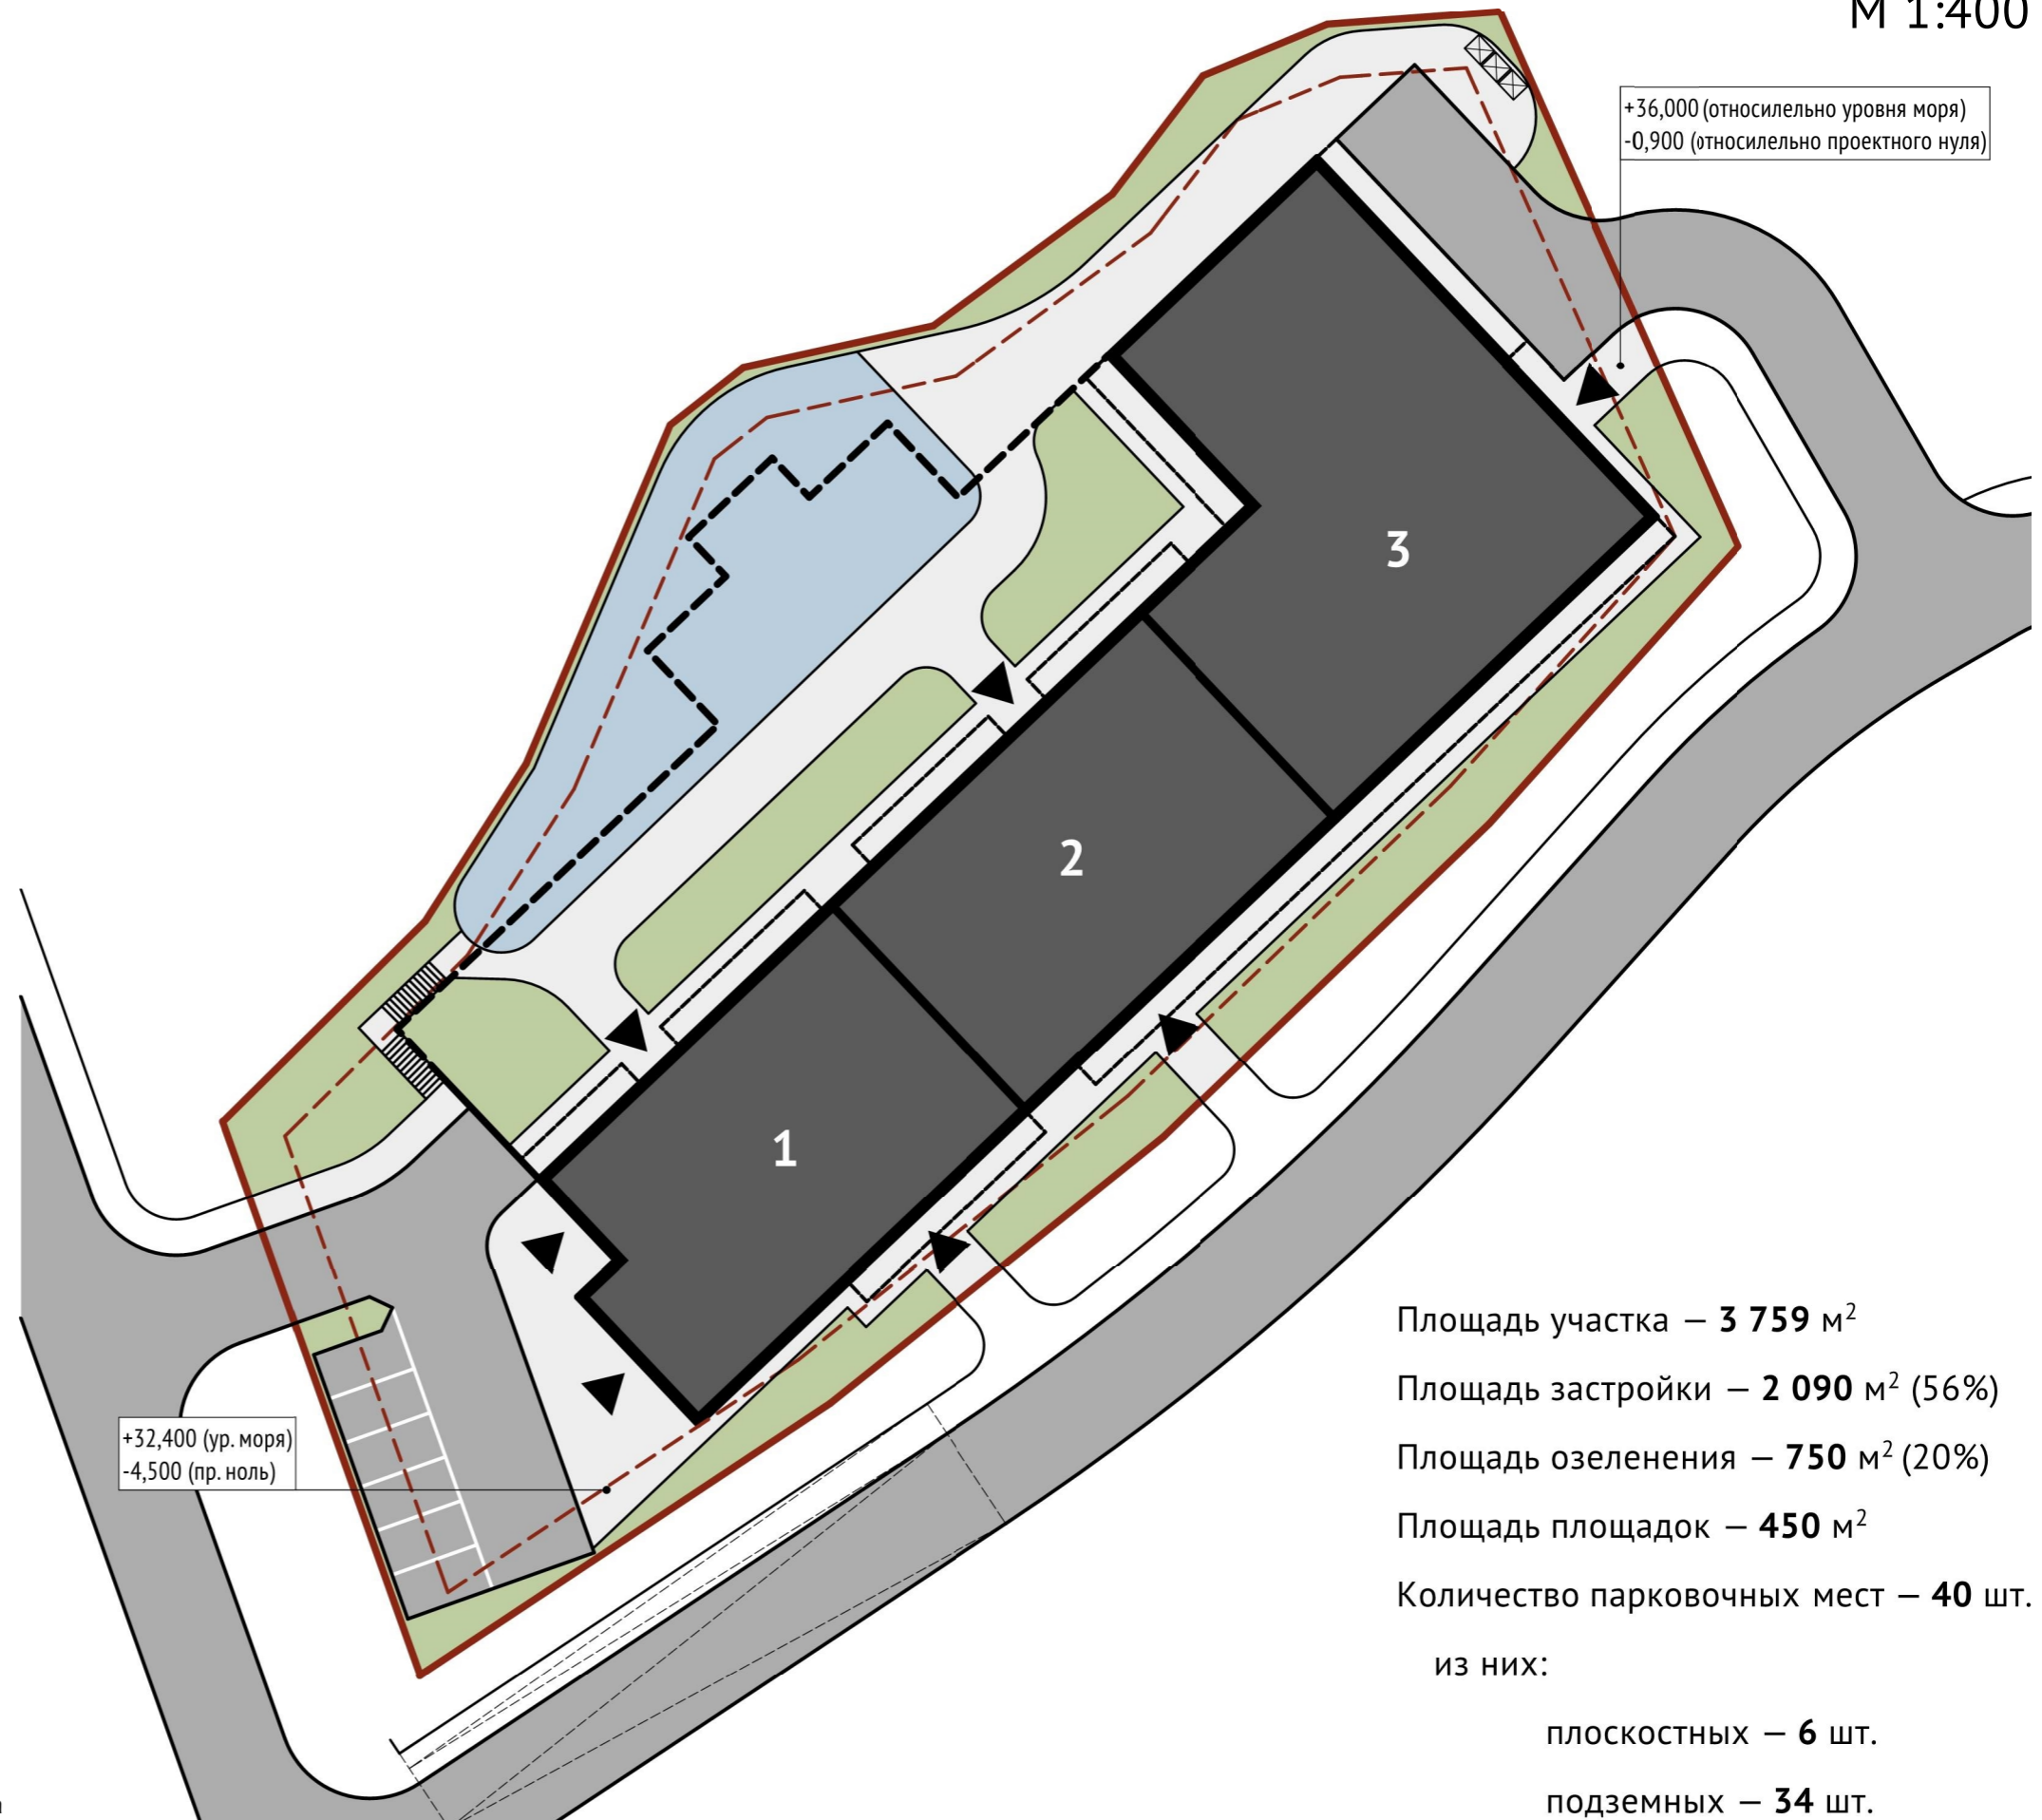 М 1:400
+36,000 (относилельно уровня моря)
-0,900 (относилельно проектного нуля)
3
2
1
+32,400 (ур. моря)
-4,500 (пр. ноль)
Площадь участка — 3 759 м²
Площадь застройки — 2 090 м² (56%)
Площадь озеленения — 750 м² (20%)
Площадь площадок — 450 м²
Количество парковочных мест — 40 шт.
из них:
плоскостных — 6 шт.
подземных — 34 шт.